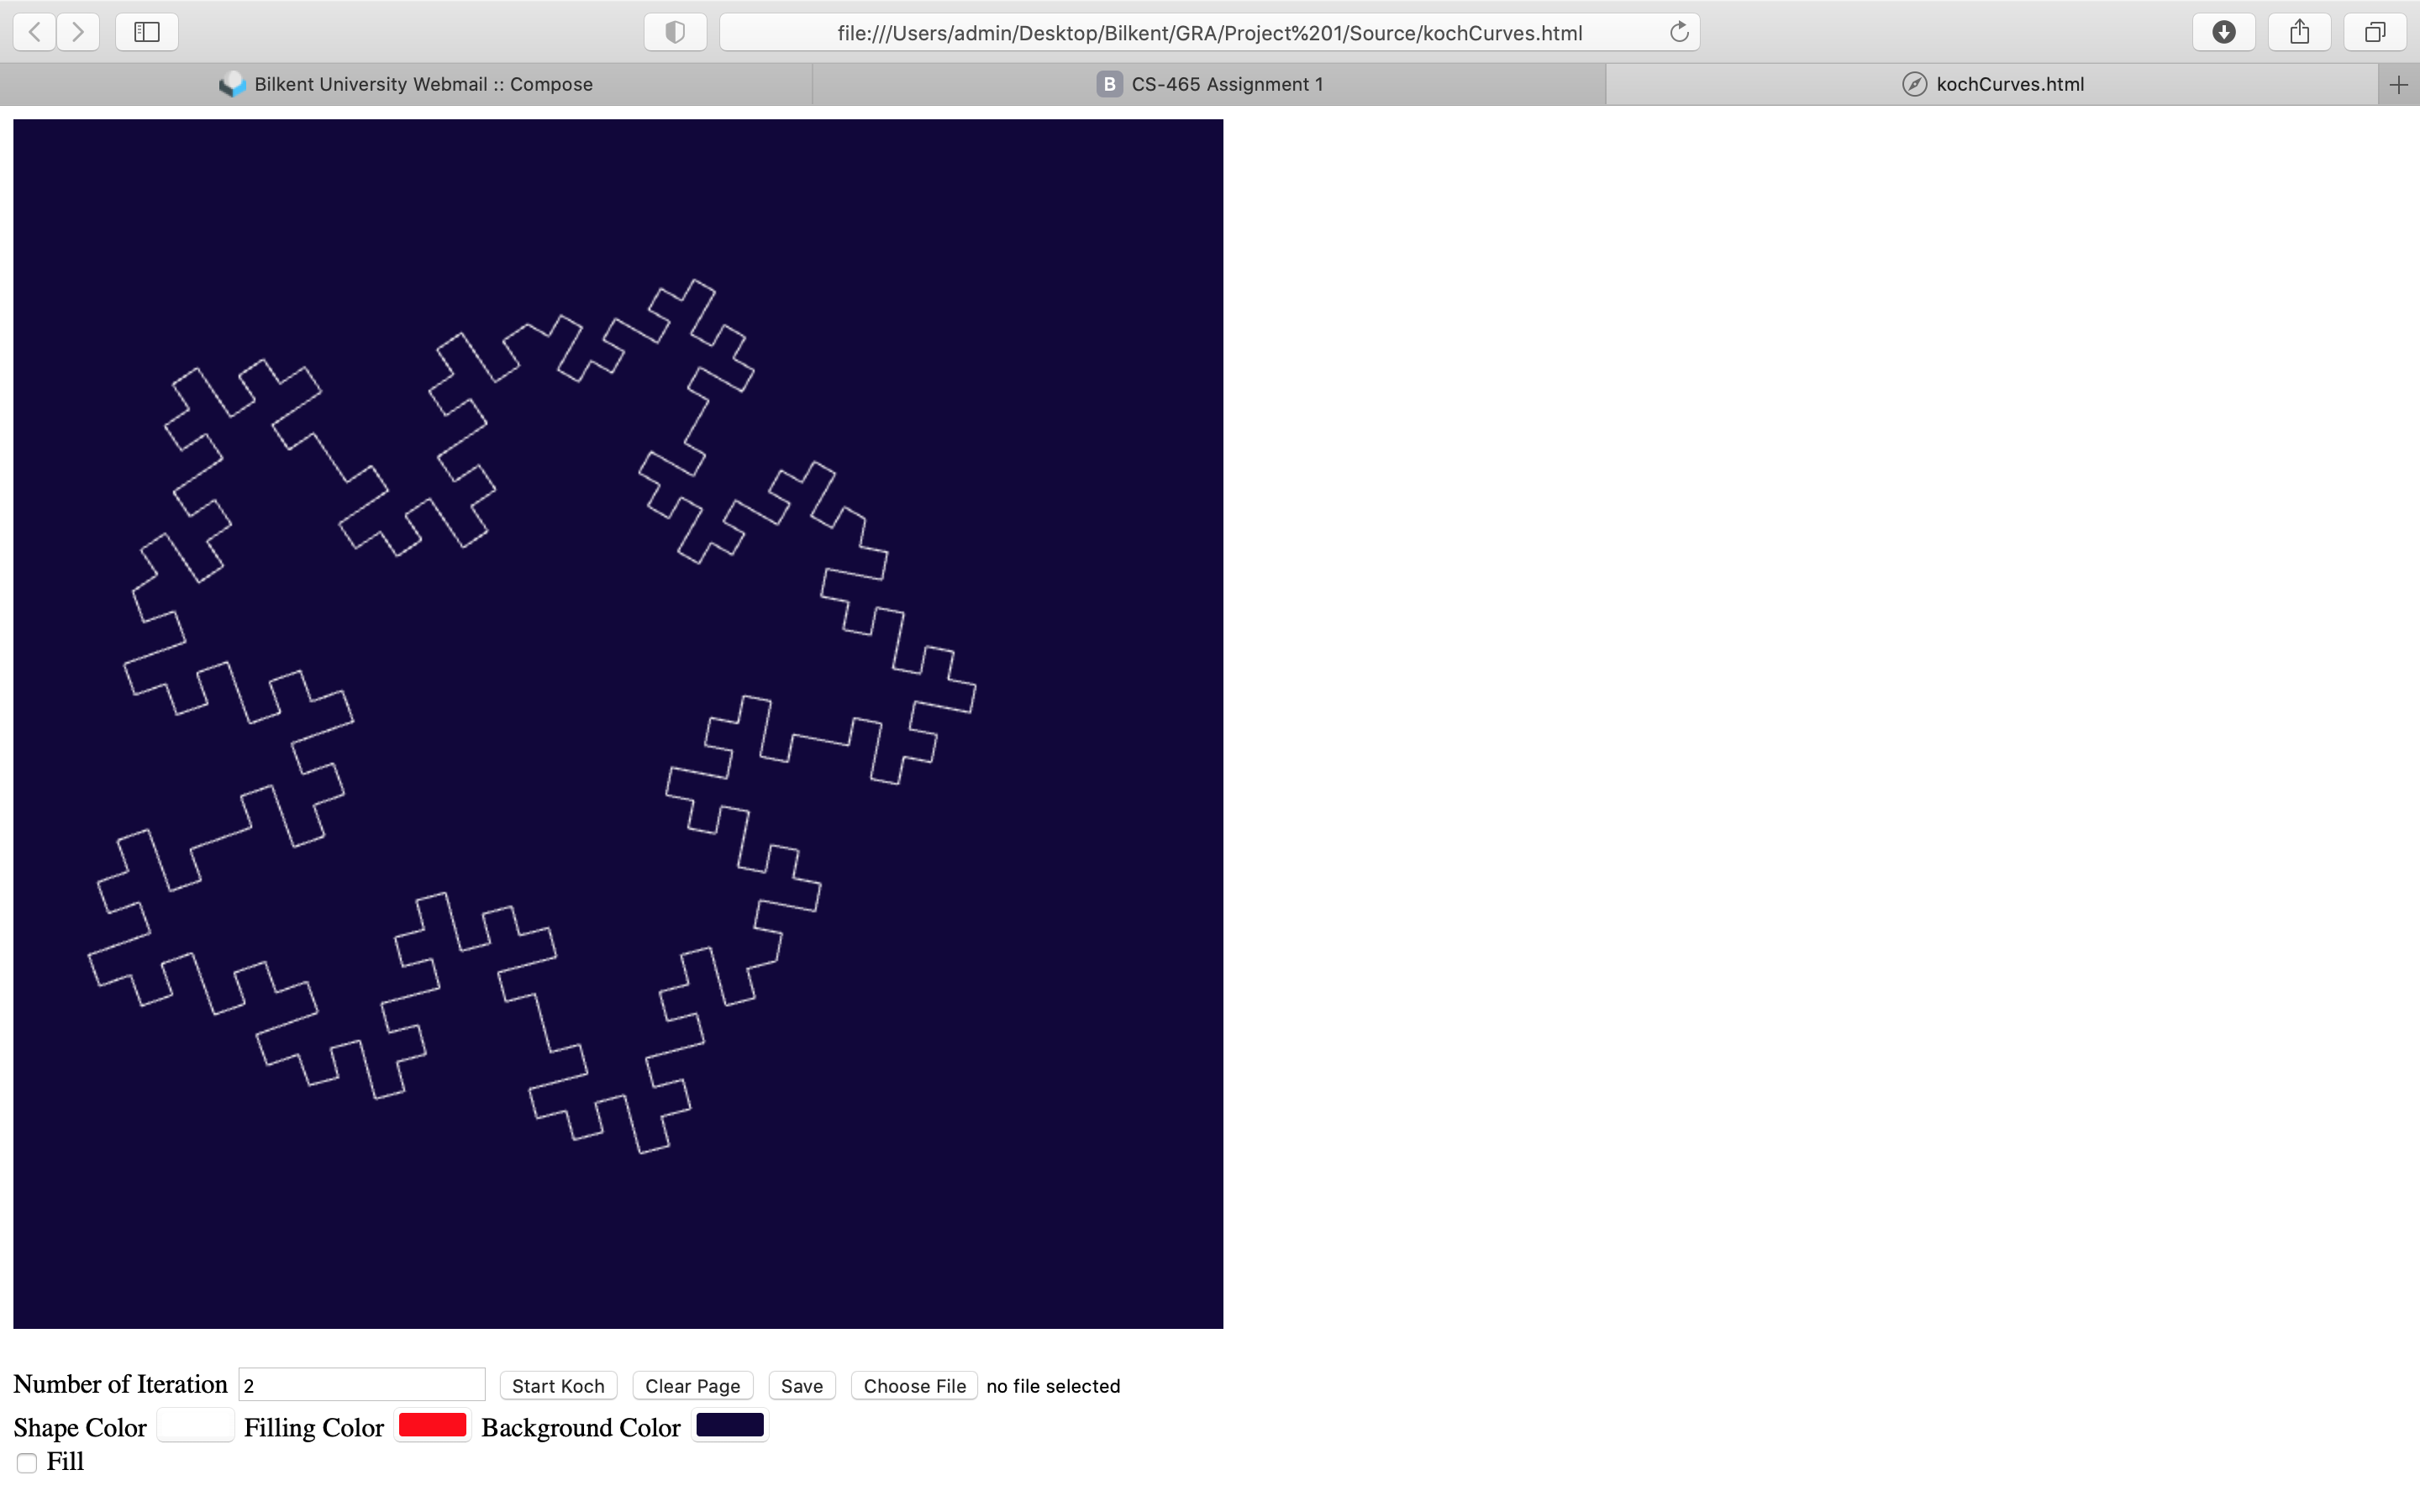 file:///Users/admin/Desktop/Bilkent/GRA/Project%201/Source/kochCurves.html
Bilkent University Webmail :: Compose
B CS-465 Assignment 1
kochCurves.html
Number of Iteration 2 Start Koch Clear Page Save Choose File no file selected
Shape Color Filling Color Background Color
Fill